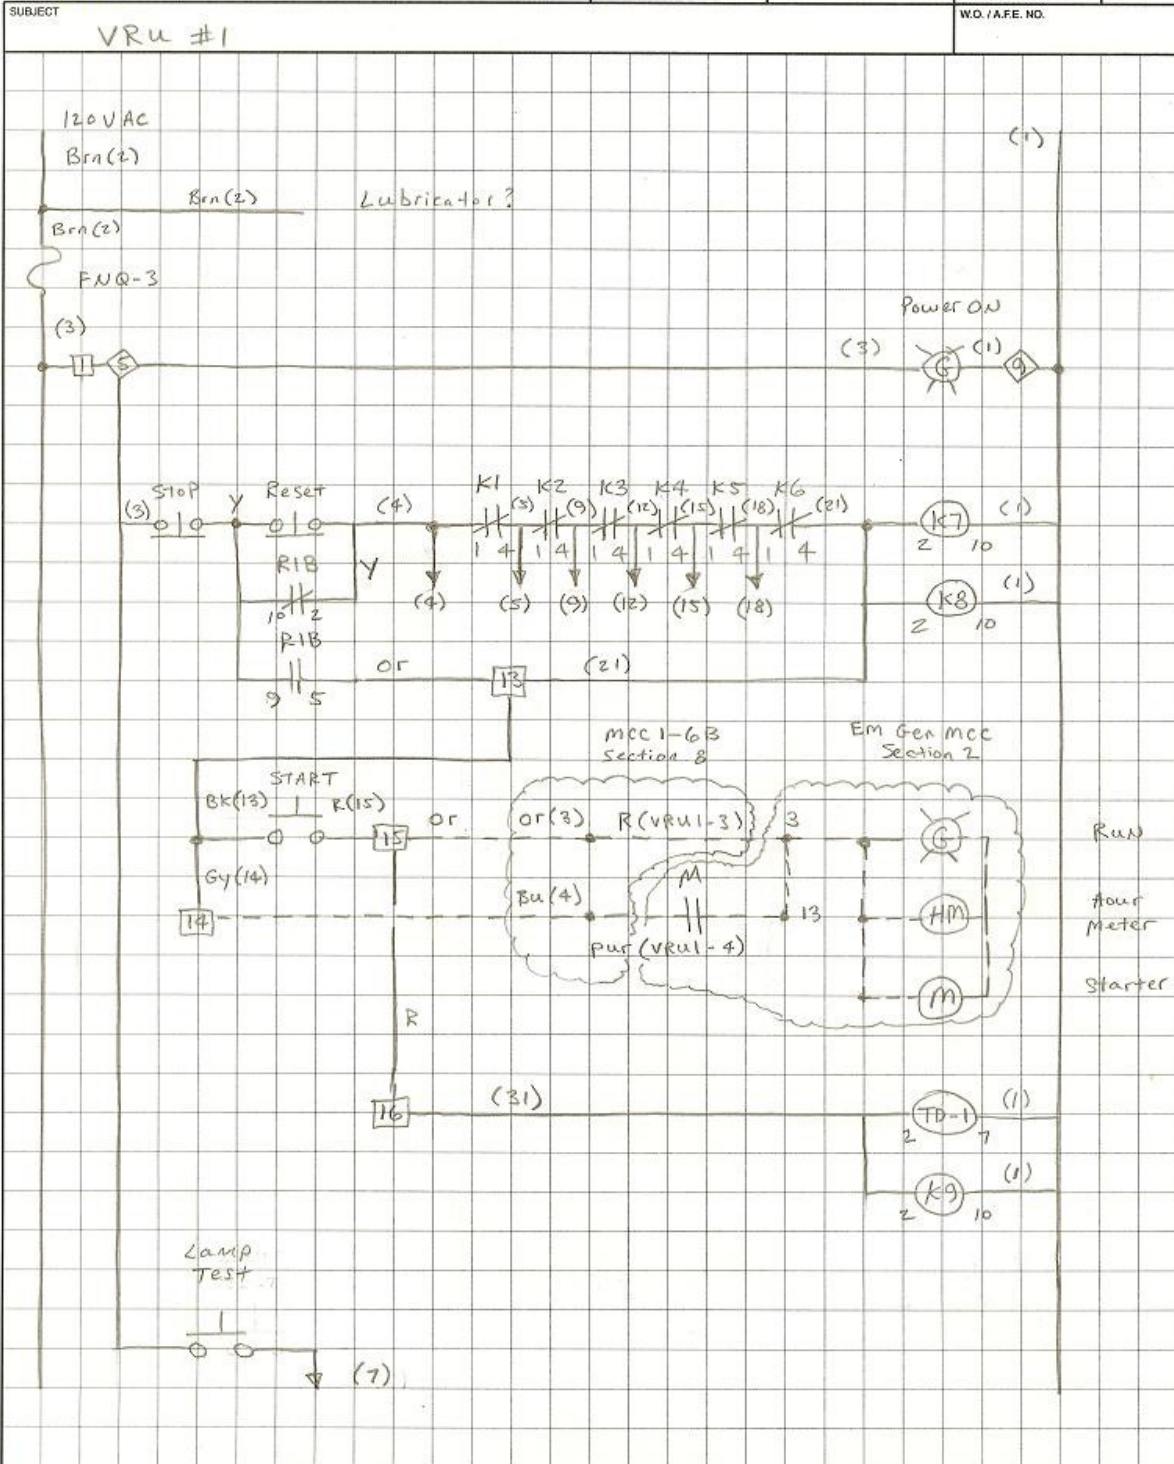 SUBJECT
VRU #1
W.O. / A.F.E. NO.
120VAC
(1)
Brn(2)
Brn(2)
Lubricator?
Brn(2)
FNQ-3
Power ON
(3)
(3)
(1)
1
5
G
9
K1 K2 K3 K4 K5 K6
Stop
Y
Reset
(4)
(5) (9) (12) (15) (18) (21)
(3)
K7
(1)
1 4 1 4 1 4 1 4 1 4 1 4
2 10
R1B
Y
10 2
(4) (5) (9) (12) (15) (18)
K8
(1)
2 10
R1B
or
13
(21)
9 5
MCC 1-6B
Section 8
Em Gen MCC
Section 2
START
BK(13)
R(15)
15
or
or(3)
R(VRU1-3)
3
G
RUN
Gy(14)
14
Bu(4)
M
13
HM
Hour
Meter
pur(VRU1-4)
M
Starter
R
16
(31)
TD-1
(1)
2 7
K9
(1)
2 10
Lamp
Test
(7)